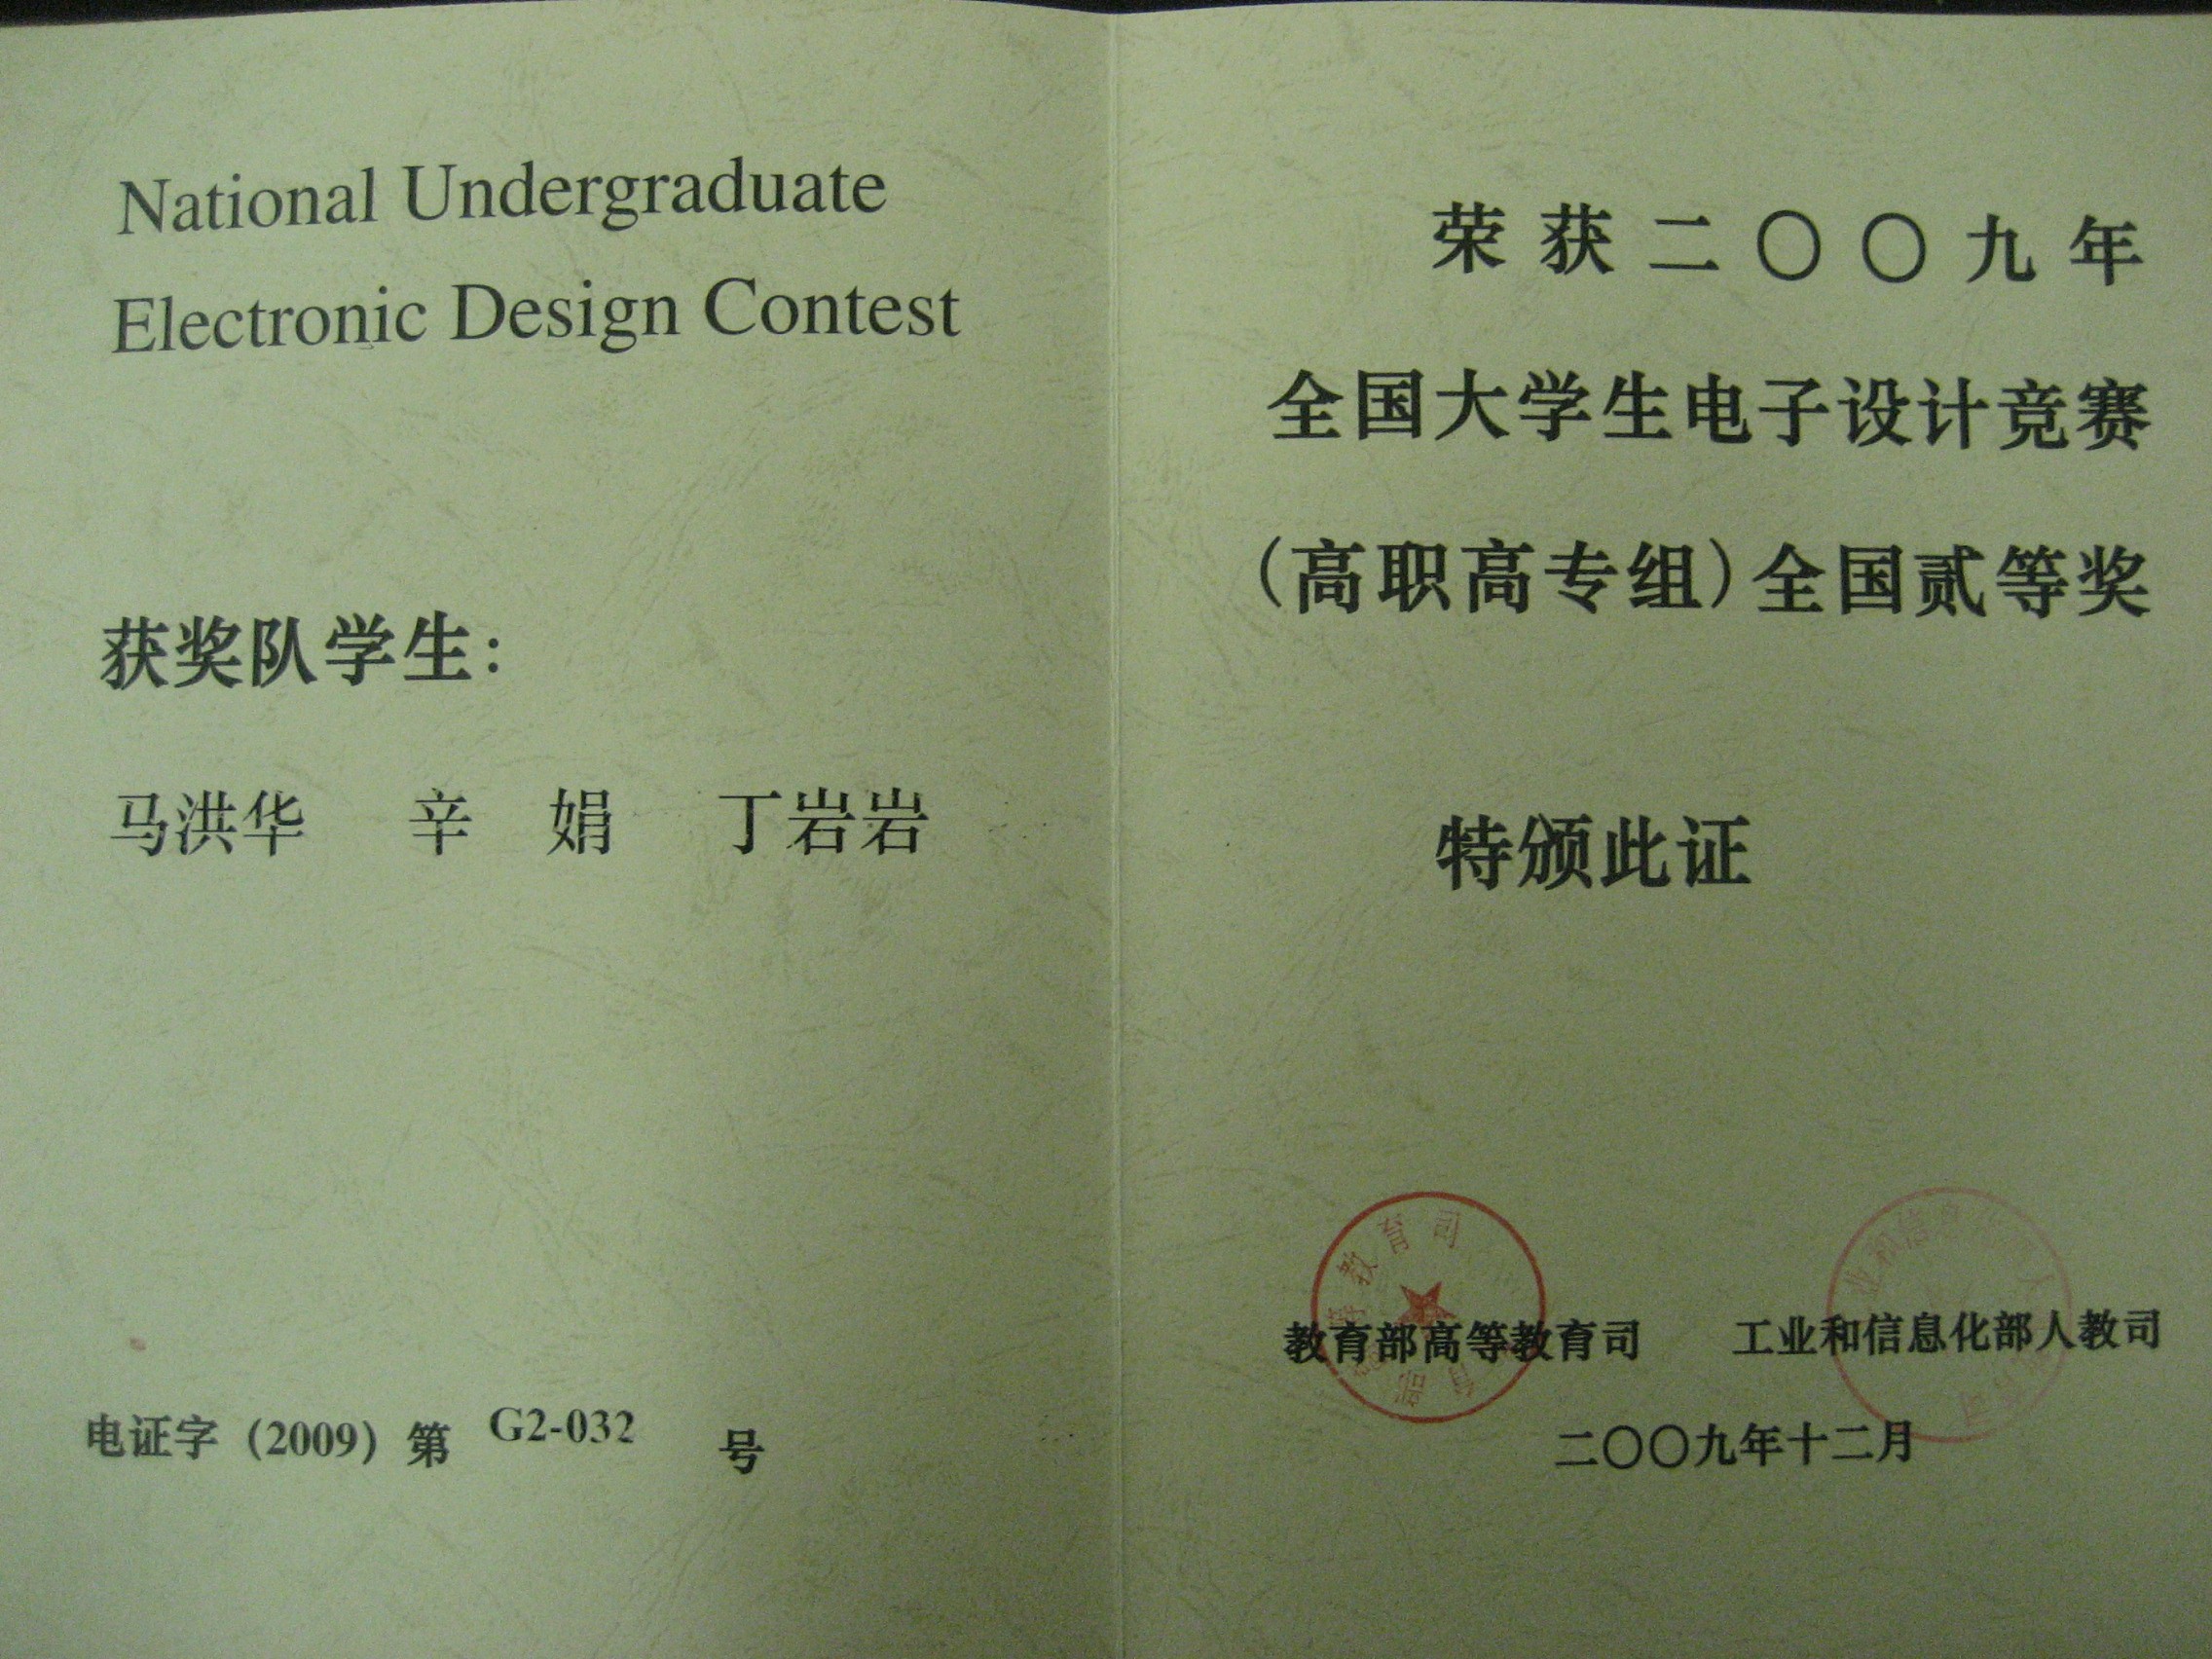 National Undergraduate
Electronic Design Contest
获奖队学生：
马洪华 辛娟 丁岩岩
电证字（2009）第 G2-032 号
荣获二〇〇九年
全国大学生电子设计竞赛
（高职高专组）全国贰等奖
特颁此证
教育部高等教育司 工业和信息化部人教司
二〇〇九年十二月